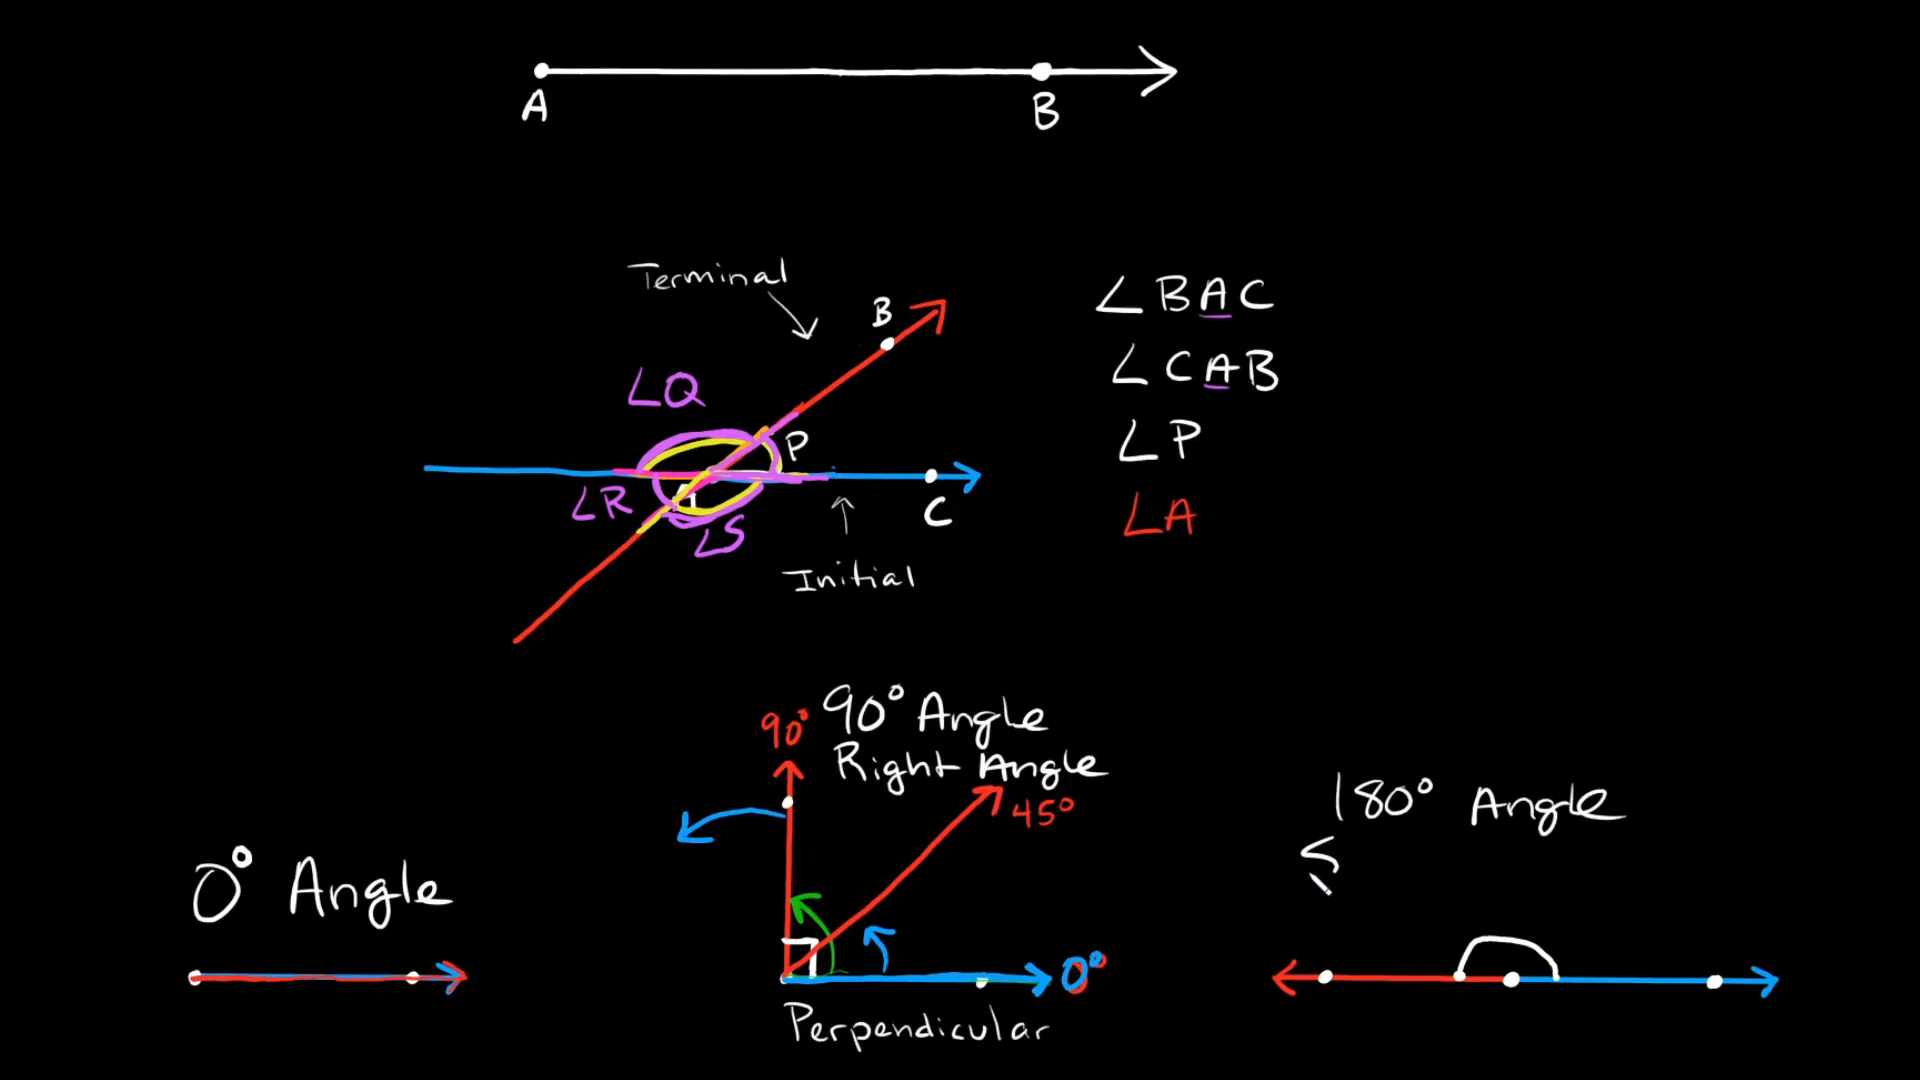 A
B
Terminal
B
∠BAC
∠CAB
∠Q
P
∠P
∠R
A
C
∠A
∠S
Initial
90° 90° Angle
Right Angle
45°
180° Angle
0° Angle
0°
Perpendicular